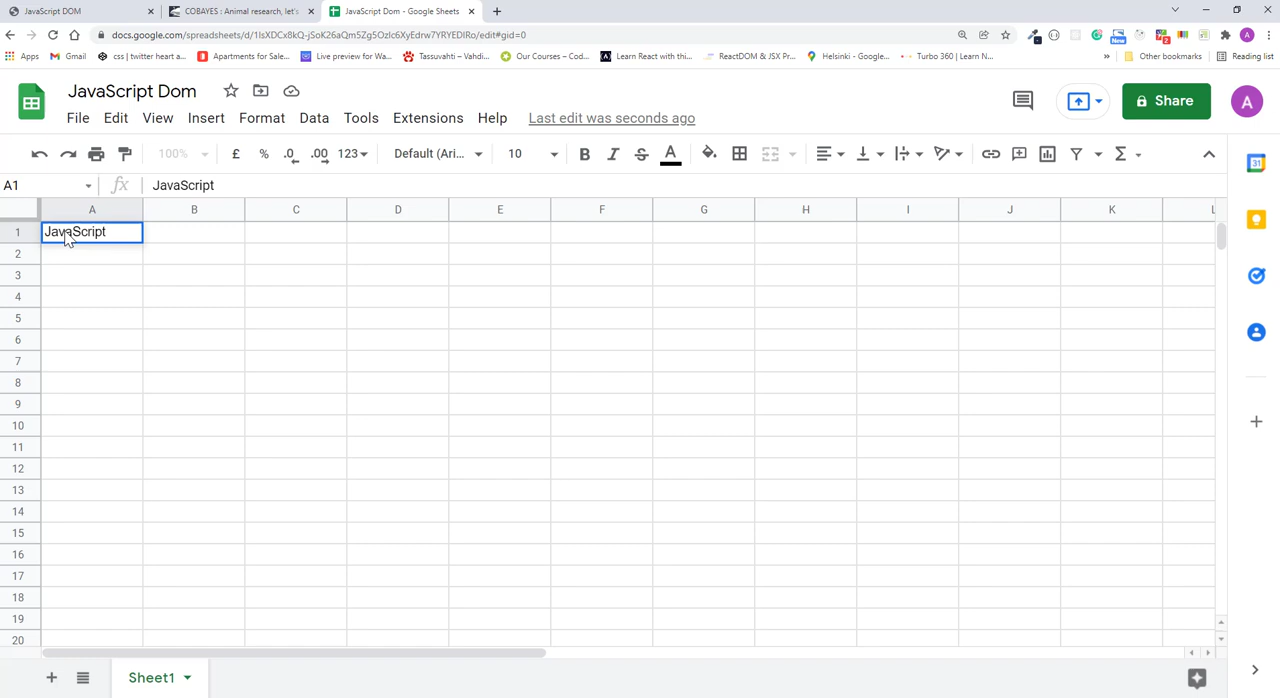 JavaScript DOM
COBAYES : Animal research, let's
JavaScript Dom - Google Sheets
docs.google.com/spreadsheets/d/1lsXDCx8kQ-jSoK26aQm5Zg5Ozlc6XyEdrw7YRYEDIRo/edit#gid=0
Apps Gmail css | twitter heart a... Apartments for Sale... Live preview for Wa... Tassuvahti – Vahdi... Our Courses – Cod... Learn React with thi... ReactDOM & JSX Pr... Helsinki - Google... Turbo 360 | Learn N... » Other bookmarks Reading list
JavaScript Dom
File Edit View Insert Format Data Tools Extensions Help Last edit was seconds ago
Share A
100% £ % .0 .00 123 Default (Ari... 10 B I S A Σ
A1 fx JavaScript
A B C D E F G H I J K L
1 JavaScript
2
3
4
5
6
7
8
9
10
11
12
13
14
15
16
17
18
19
20
Sheet1